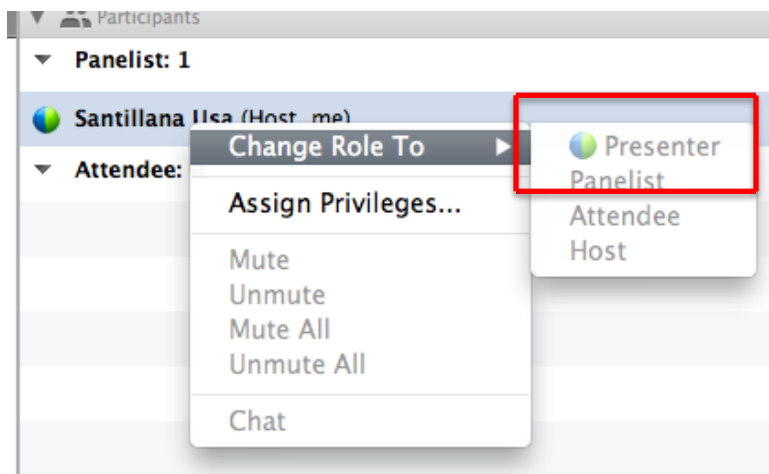 Participants
Panelist: 1
Santillana Usa (Host, me)
Change Role To
Presenter
Panelist
Attendee
Host
Attendee:
Assign Privileges...
Mute
Unmute
Mute All
Unmute All
Chat